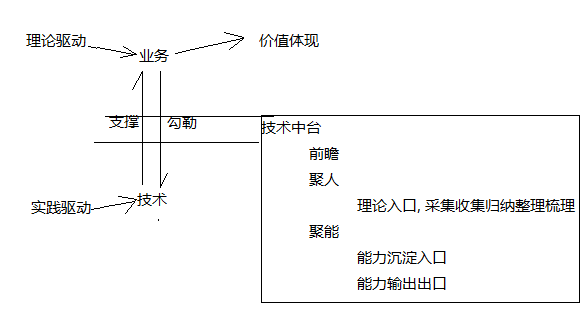 理论驱动
业务
价值体现
支撑
勾勒
实践驱动
技术
技术中台
前瞻
聚人
理论入口, 采集收集归纳整理梳理
聚能
能力沉淀入口
能力输出出口